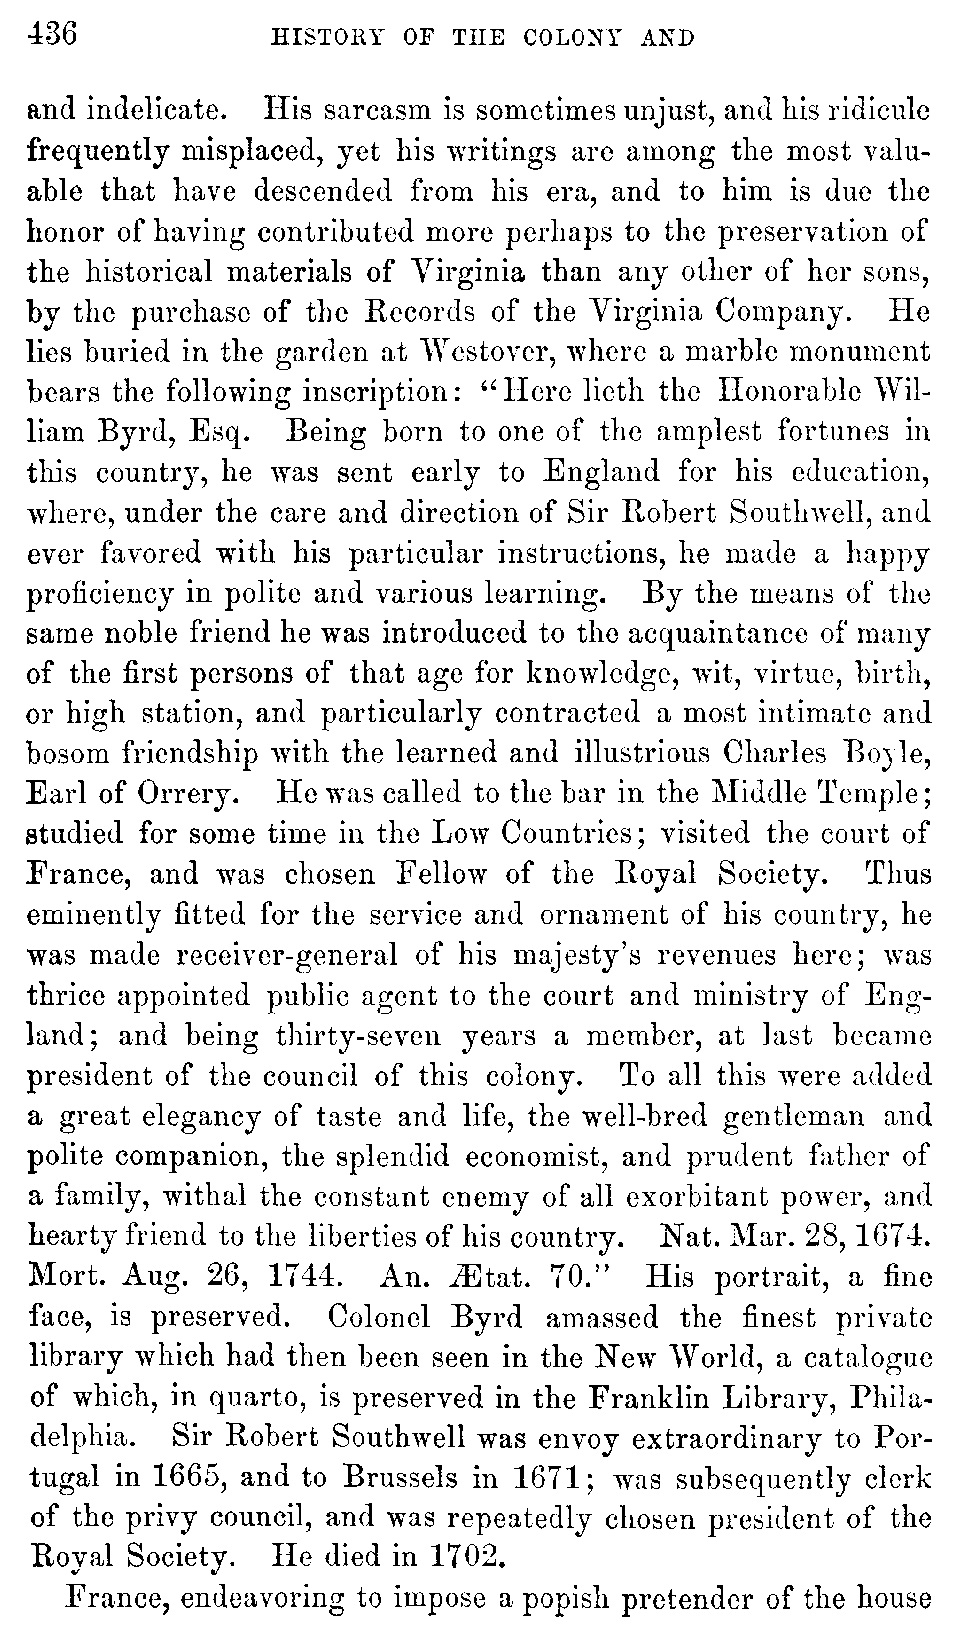 436 HISTORY OF THE COLONY AND
and indelicate. His sarcasm is sometimes unjust, and his ridicule
frequently misplaced, yet his writings are among the most valu-
able that have descended from his era, and to him is due the
honor of having contributed more perhaps to the preservation of
the historical materials of Virginia than any other of her sons,
by the purchase of the Records of the Virginia Company. He
lies buried in the garden at Westover, where a marble monument
bears the following inscription: "Here lieth the Honorable Wil-
liam Byrd, Esq. Being born to one of the amplest fortunes in
this country, he was sent early to England for his education,
where, under the care and direction of Sir Robert Southwell, and
ever favored with his particular instructions, he made a happy
proficiency in polite and various learning. By the means of the
same noble friend he was introduced to the acquaintance of many
of the first persons of that age for knowledge, wit, virtue, birth,
or high station, and particularly contracted a most intimate and
bosom friendship with the learned and illustrious Charles Boyle,
Earl of Orrery. He was called to the bar in the Middle Temple;
studied for some time in the Low Countries; visited the court of
France, and was chosen Fellow of the Royal Society. Thus
eminently fitted for the service and ornament of his country, he
was made receiver-general of his majesty's revenues here; was
thrice appointed public agent to the court and ministry of Eng-
land; and being thirty-seven years a member, at last became
president of the council of this colony. To all this were added
a great elegancy of taste and life, the well-bred gentleman and
polite companion, the splendid economist, and prudent father of
a family, withal the constant enemy of all exorbitant power, and
hearty friend to the liberties of his country. Nat. Mar. 28, 1674.
Mort. Aug. 26, 1744. An. Ætat. 70." His portrait, a fine
face, is preserved. Colonel Byrd amassed the finest private
library which had then been seen in the New World, a catalogue
of which, in quarto, is preserved in the Franklin Library, Phila-
delphia. Sir Robert Southwell was envoy extraordinary to Por-
tugal in 1665, and to Brussels in 1671; was subsequently clerk
of the privy council, and was repeatedly chosen president of the
Royal Society. He died in 1702.
France, endeavoring to impose a popish pretender of the house